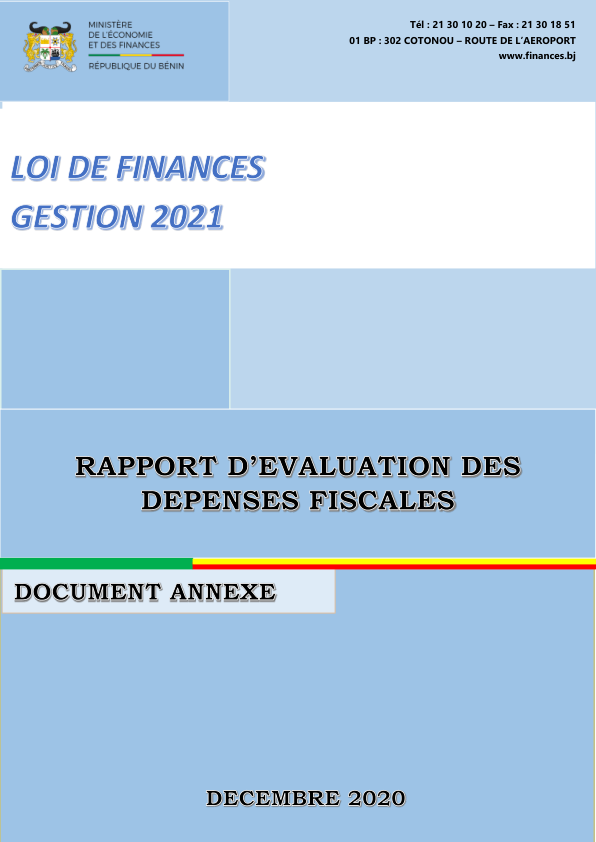 MINISTÈRE
DE L'ÉCONOMIE
ET DES FINANCES
RÉPUBLIQUE DU BÉNIN
Tél : 21 30 10 20 – Fax : 21 30 18 51
01 BP : 302 COTONOU – ROUTE DE L'AEROPORT
www.finances.bj
LOI DE FINANCES
GESTION 2021
RAPPORT D'EVALUATION DES
DEPENSES FISCALES
DOCUMENT ANNEXE
DECEMBRE 2020